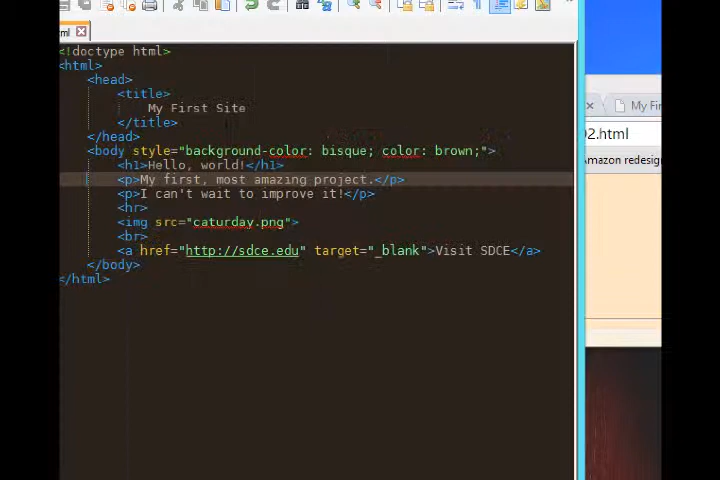 ml
<!doctype html>
<html>
<head>
<title>
My First Site
</title>
</head>
<body style="background-color: bisque; color: brown;">
<h1>Hello, world!</h1>
<p>My first, most amazing project.</p>
<p>I can't wait to improve it!</p>
<hr>
<img src="caturday.png">
<br>
<a href="http://sdce.edu" target="_blank">Visit SDCE</a>
</body>
</html>
My Fir
02.html
Amazon redesig